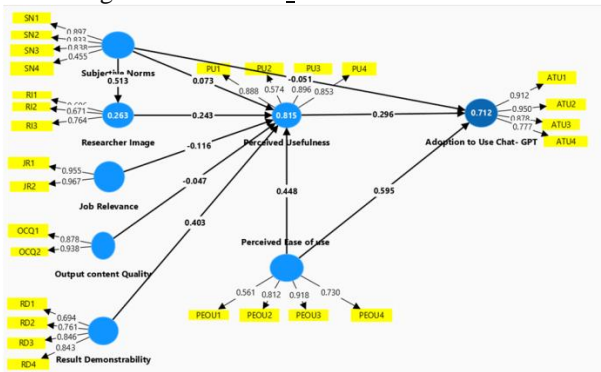 SN1
SN2
SN3
SN4
0.897
0.833
0.838
0.455
Subjective Norms
0.513
0.073
-0.051
PU1
PU2
PU3
PU4
0.888
0.574
0.896
0.853
RI1
RI2
RI3
0.671
0.764
0.263
Researcher Image
0.243
0.815
Perceived Usefulness
0.296
0.712
Adoption to Use Chat- GPT
ATU1
ATU2
ATU3
ATU4
0.912
0.950
0.878
0.777
JR1
JR2
0.955
0.967
Job Relevance
-0.116
-0.047
0.403
0.448
0.595
OCQ1
OCQ2
0.878
0.938
Output content Quality
Perceived Ease of use
0.561
0.812
0.918
0.730
PEOU1
PEOU2
PEOU3
PEOU4
RD1
RD2
RD3
RD4
0.694
0.761
0.846
0.843
Result Demonstrability